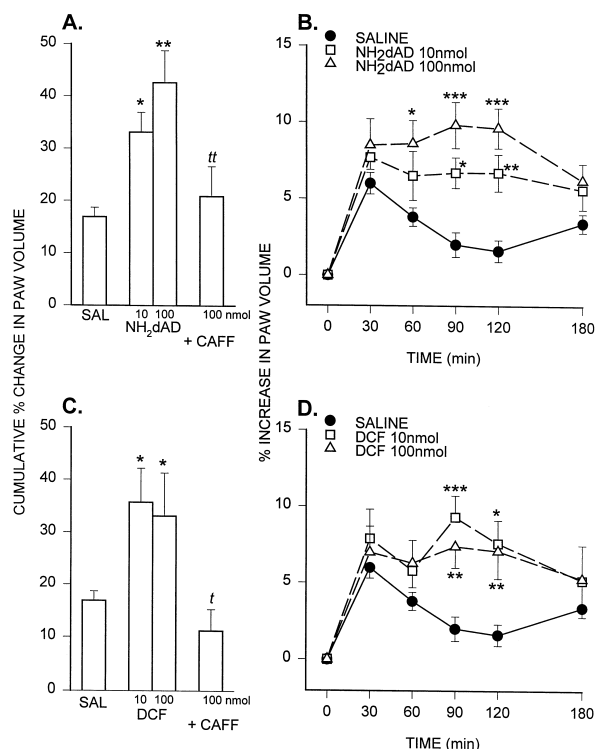 A.
CUMULATIVE % CHANGE IN PAW VOLUME
50
40
30
20
10
0
*
**
tt
SAL
10 100
100 nmol
NH2dAD
+ CAFF
B.
% INCREASE IN PAW VOLUME
SALINE
NH2dAD 10nmol
NH2dAD 100nmol
15
10
5
0
*
***
***
*
**
0 30 60 90 120 180
TIME (min)
C.
50
40
30
20
10
0
*
*
t
SAL
10 100
100 nmol
DCF
+ CAFF
D.
SALINE
DCF 10nmol
DCF 100nmol
15
10
5
0
***
*
**
**
0 30 60 90 120 180
TIME (min)